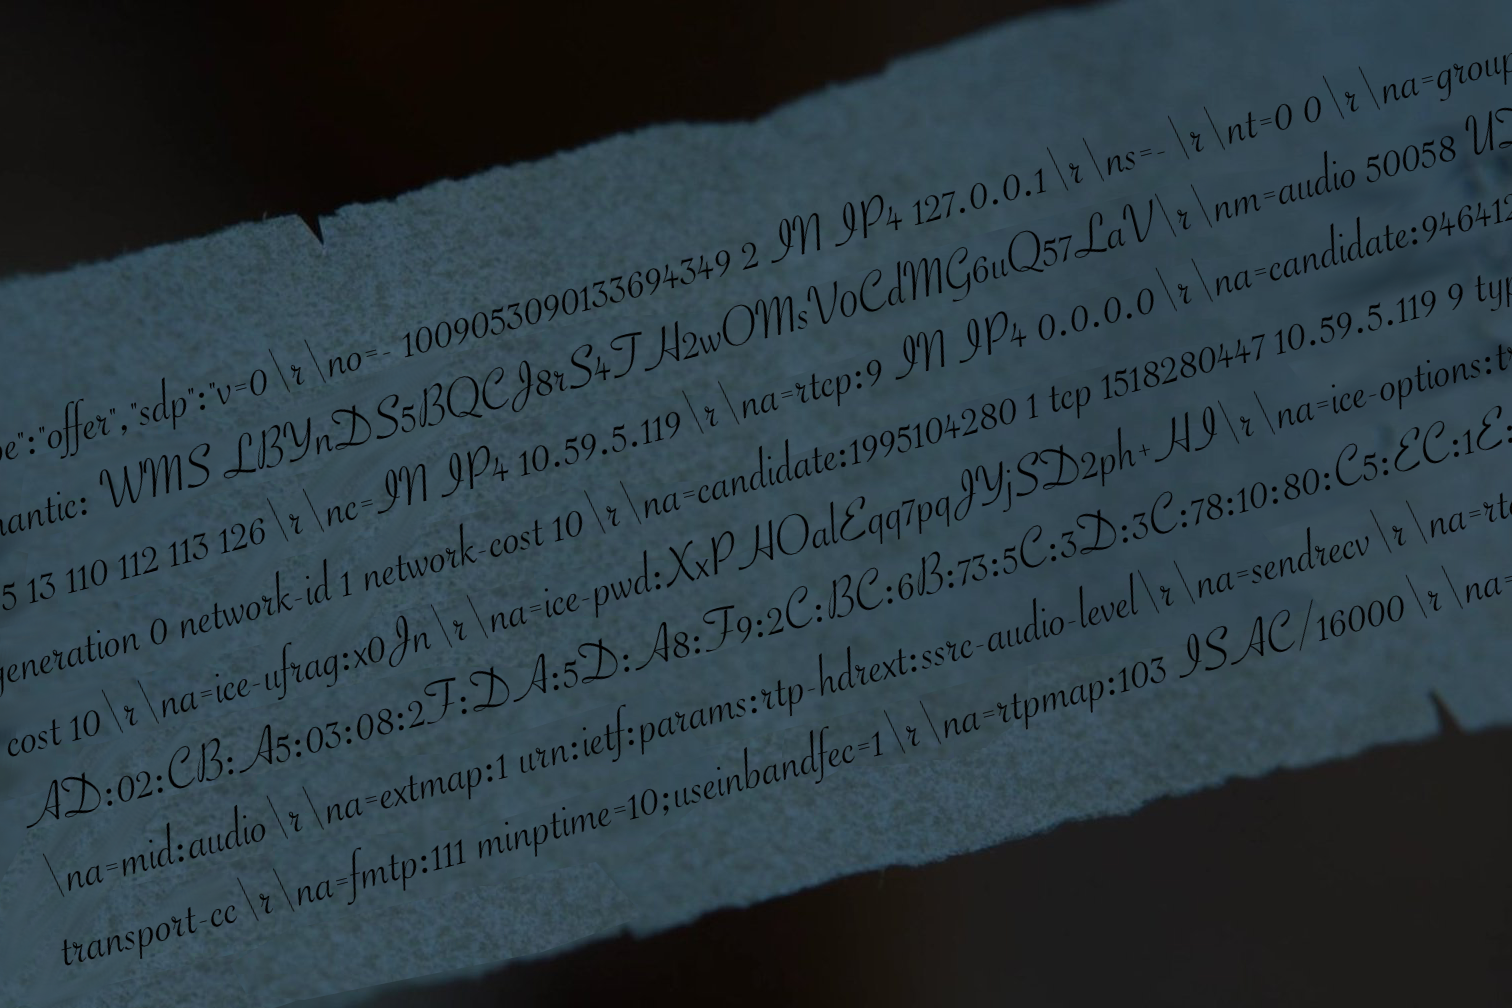 "offer","sdp":"v=0\r\no=- 1009053090133694349 2 IN IP4 127.0.0.1\r\ns=-\r\nt=0 0\r\na=group
WMS LBYnDS5BQCJ8rS4TH2wOMsVoCdMG6uQ57LaV\r\nm=audio 50058
5 13 110 112 113 126\r\nc=IN IP4 10.59.5.119\r\na=rtcp:9 IN IP4 0.0.0.0\r\na=candidate:946412
generation 0 network-id 1 network-cost 10\r\na=candidate:1995104280 1 tcp 1518280447 10.59.5.119 9
cost 10\r\na=ice-ufrag:x0Jn\r\na=ice-pwd:XxPHOalEqq7pqJYjSD2ph+HI\r\na=ice-options:
AD:02:CB:A5:03:08:2F:DA:5D:A8:F9:2C:BC:6B:73:5C:3D:3C:78:10:80:C5:EC:1E:
\na=mid:audio\r\na=extmap:1 urn:ietf:params:rtp-hdrext:ssrc-audio-level\r\na=sendrecv\r\na=
transport-cc\r\na=fmtp:111 minptime=10;useinbandfec=1\r\na=rtpmap:103 ISAC/16000\r\na=